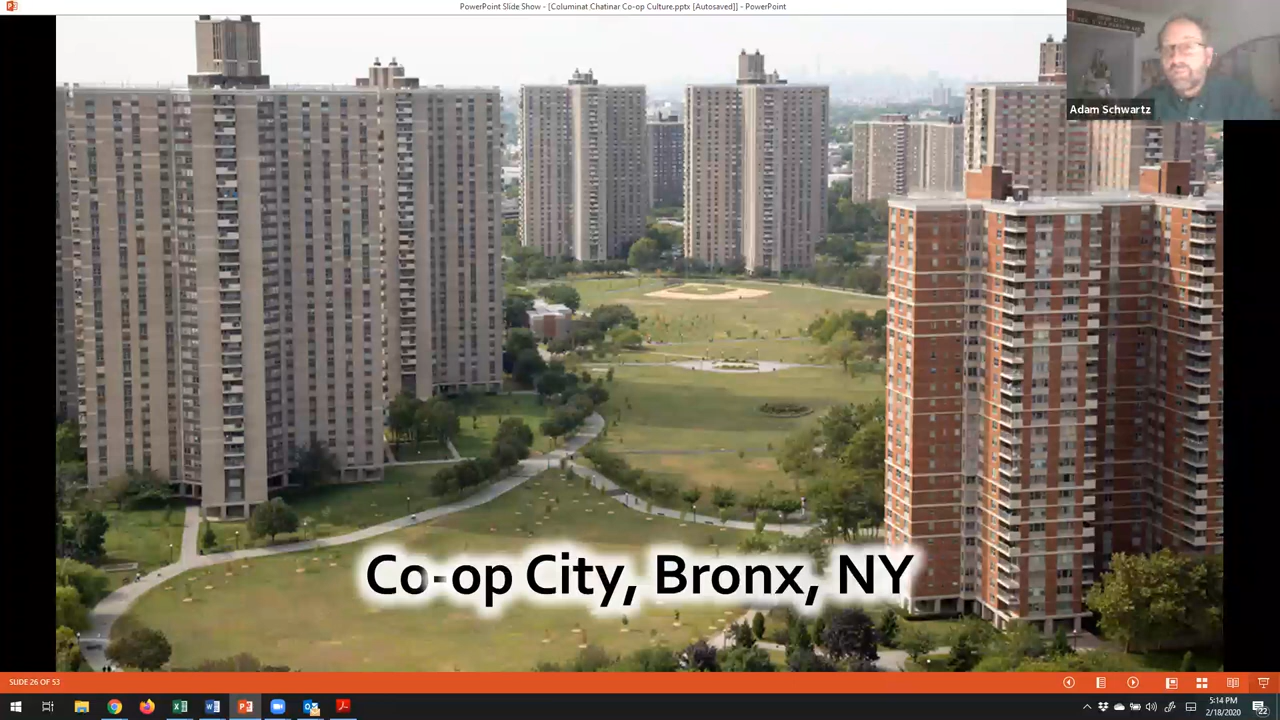 PowerPoint Slide Show - [Columinat Chatinar Co-op Culture.pptx [Autosaved]] - PowerPoint
Adam Schwartz
Co-op City, Bronx, NY
SLIDE 26 OF 53
5:14 PM
2/18/2020
22